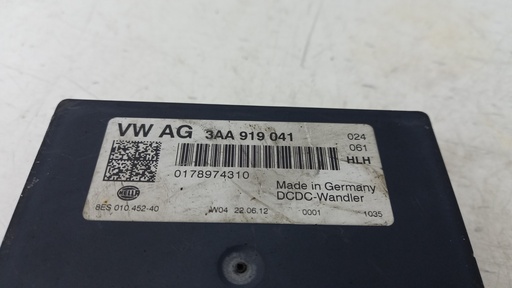 VW AG 3AA 919 041 024
061
HLH
0178974310
Made in Germany
DCDC-Wandler
HELLA
8ES 010 452-40 W04 22.06.12 0001 1035